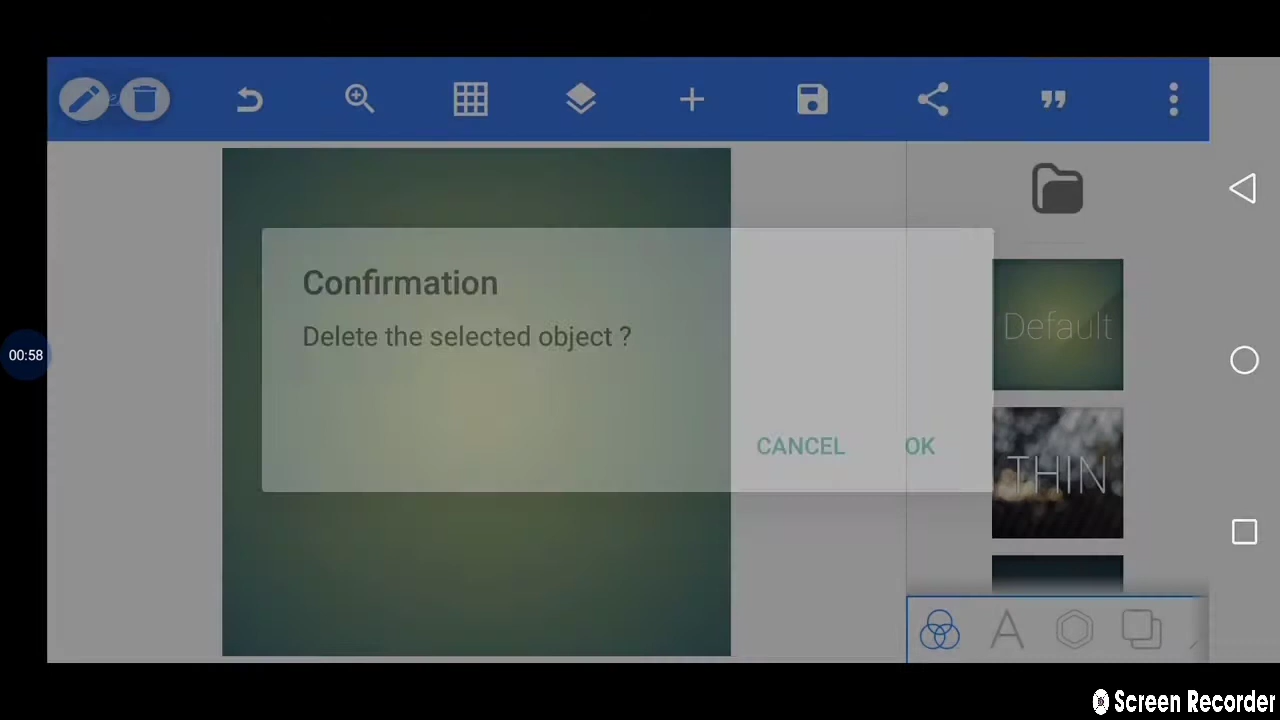 Confirmation
Delete the selected object ?
CANCEL
OK
Default
THIN
00:58
A
Screen Recorder